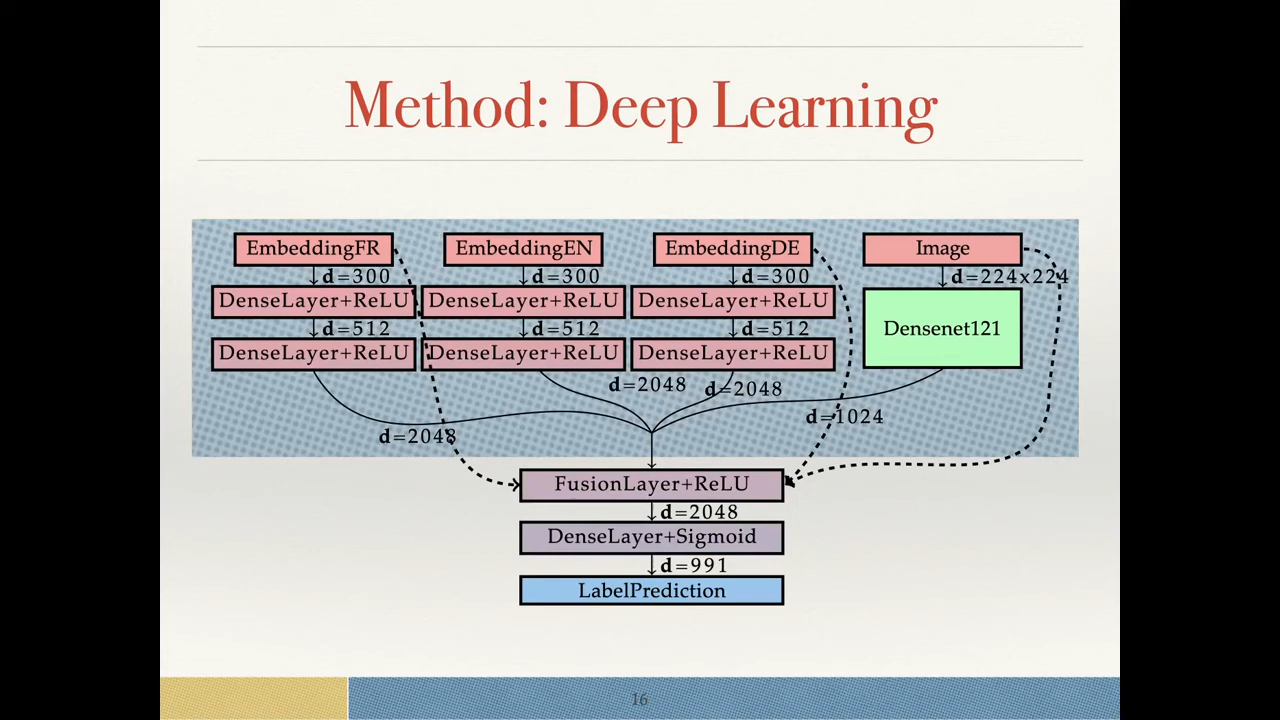 Method: Deep Learning
EmbeddingFR EmbeddingEN EmbeddingDE Image
d=300 d=300 d=300 d=224x224
DenseLayer+ReLU DenseLayer+ReLU DenseLayer+ReLU
Densenet121
d=512 d=512 d=512
DenseLayer+ReLU DenseLayer+ReLU DenseLayer+ReLU
d=2048 d=2048
d=1024
d=2048
FusionLayer+ReLU
d=2048
DenseLayer+Sigmoid
d=991
LabelPrediction
16